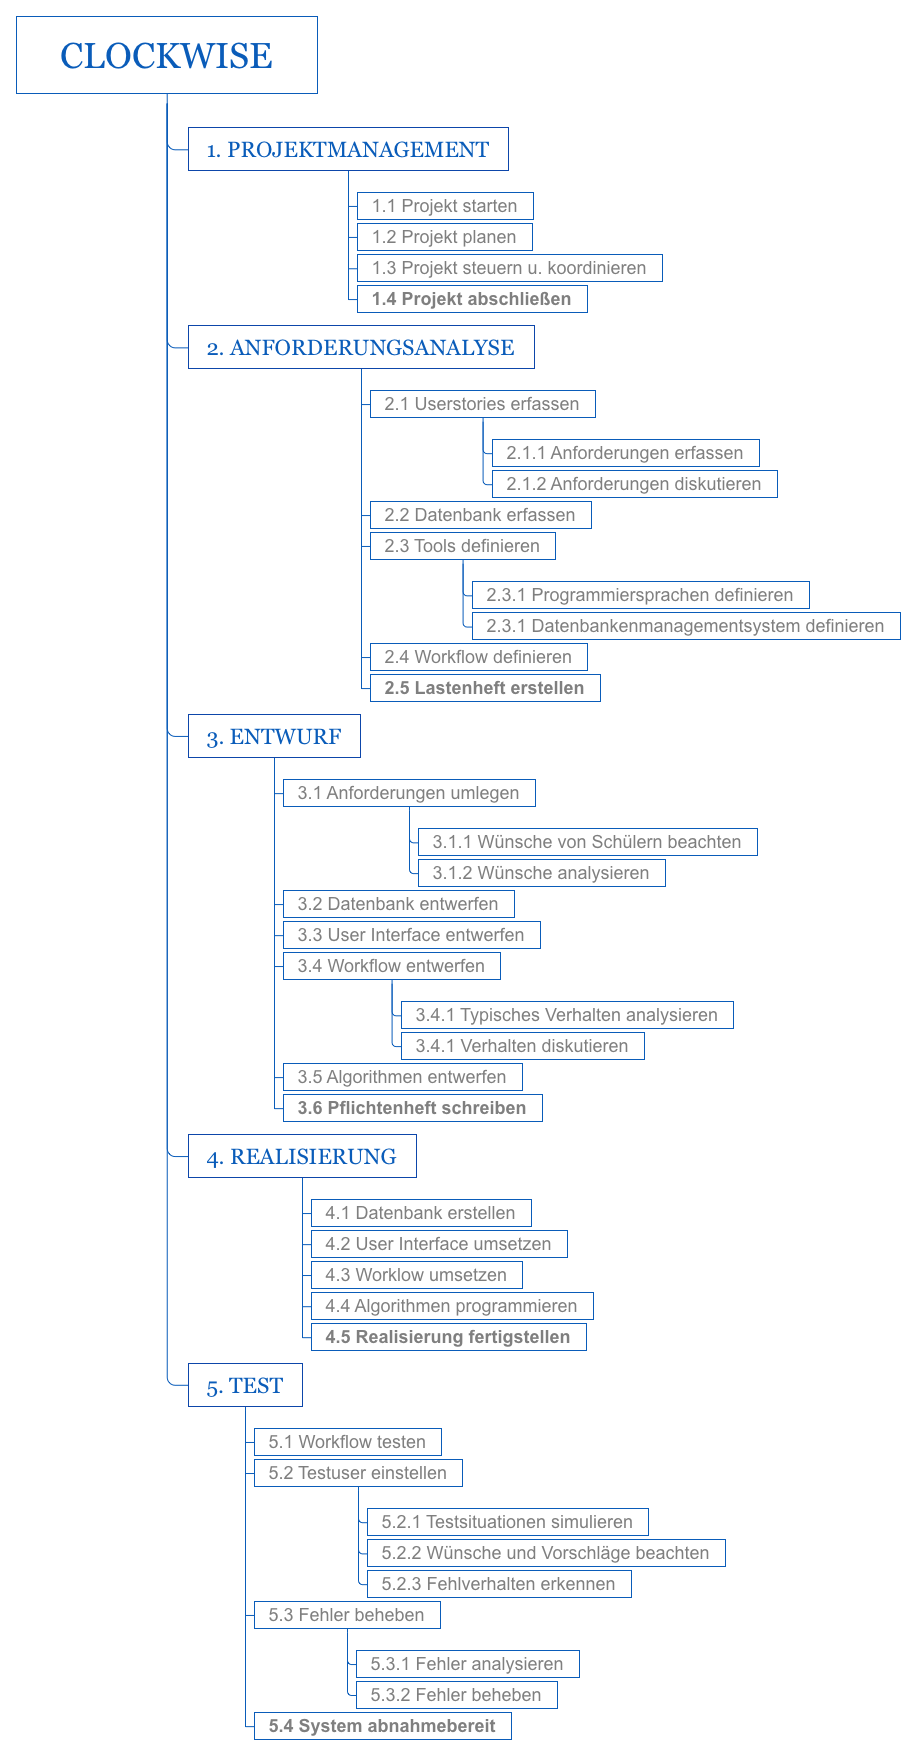 CLOCKWISE
1. PROJEKTMANAGEMENT
1.1 Projekt starten
1.2 Projekt planen
1.3 Projekt steuern u. koordinieren
1.4 Projekt abschließen
2. ANFORDERUNGSANALYSE
2.1 Userstories erfassen
2.1.1 Anforderungen erfassen
2.1.2 Anforderungen diskutieren
2.2 Datenbank erfassen
2.3 Tools definieren
2.3.1 Programmiersprachen definieren
2.3.1 Datenbankenmanagementsystem definieren
2.4 Workflow definieren
2.5 Lastenheft erstellen
3. ENTWURF
3.1 Anforderungen umlegen
3.1.1 Wünsche von Schülern beachten
3.1.2 Wünsche analysieren
3.2 Datenbank entwerfen
3.3 User Interface entwerfen
3.4 Workflow entwerfen
3.4.1 Typisches Verhalten analysieren
3.4.1 Verhalten diskutieren
3.5 Algorithmen entwerfen
3.6 Pflichtenheft schreiben
4. REALISIERUNG
4.1 Datenbank erstellen
4.2 User Interface umsetzen
4.3 Worklow umsetzen
4.4 Algorithmen programmieren
4.5 Realisierung fertigstellen
5. TEST
5.1 Workflow testen
5.2 Testuser einstellen
5.2.1 Testsituationen simulieren
5.2.2 Wünsche und Vorschläge beachten
5.2.3 Fehlverhalten erkennen
5.3 Fehler beheben
5.3.1 Fehler analysieren
5.3.2 Fehler beheben
5.4 System abnahmebereit